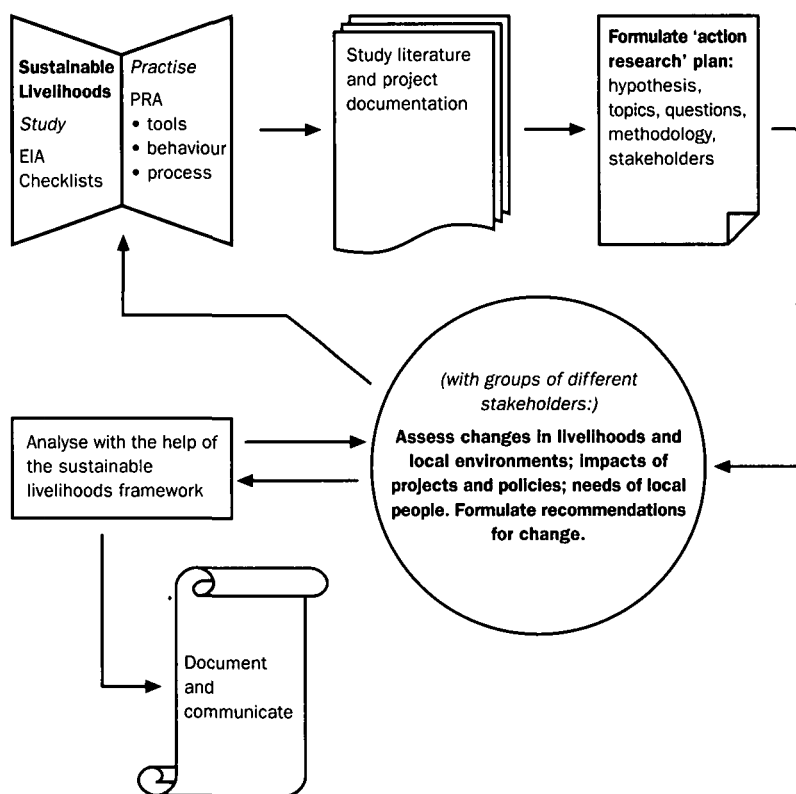 Sustainable
Livelihoods
Study
EIA
Checklists
Practise
PRA
• tools
• behaviour
• process
Study literature
and project
documentation
Formulate ‘action
research’ plan:
hypothesis,
topics, questions,
methodology,
stakeholders
(with groups of different
stakeholders:)
Assess changes in livelihoods and
local environments; impacts of
projects and policies; needs of local
people. Formulate recommendations
for change.
Analyse with the help of
the sustainable
livelihoods framework
Document
and
communicate